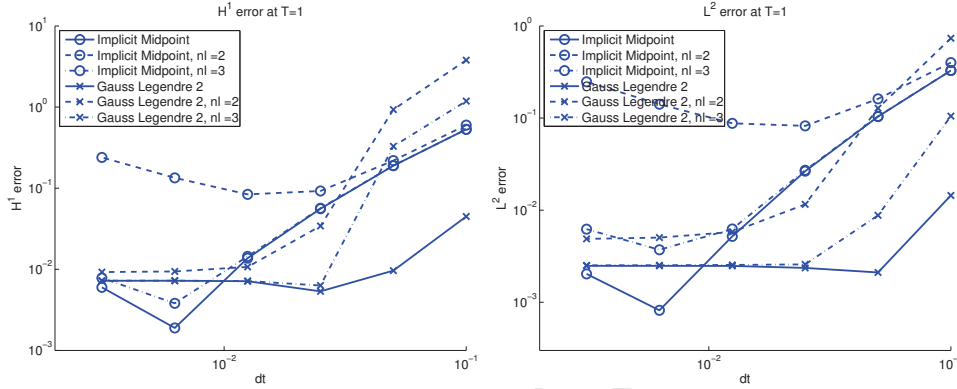 H¹ error at T=1
10¹
10⁰
10⁻¹
10⁻²
10⁻³
H¹ error
Implicit Midpoint
Implicit Midpoint, nl =2
Implicit Midpoint, nl =3
Gauss Legendre 2
Gauss Legendre 2, nl =2
Gauss Legendre 2, nl =3
10⁻²
10⁻¹
dt
L² error at T=1
10⁰
10⁻¹
10⁻²
10⁻³
L² error
Implicit Midpoint
Implicit Midpoint, nl =2
Implicit Midpoint, nl =3
Gauss Legendre 2
Gauss Legendre 2, nl =2
Gauss Legendre 2, nl =3
10⁻²
10⁻
dt